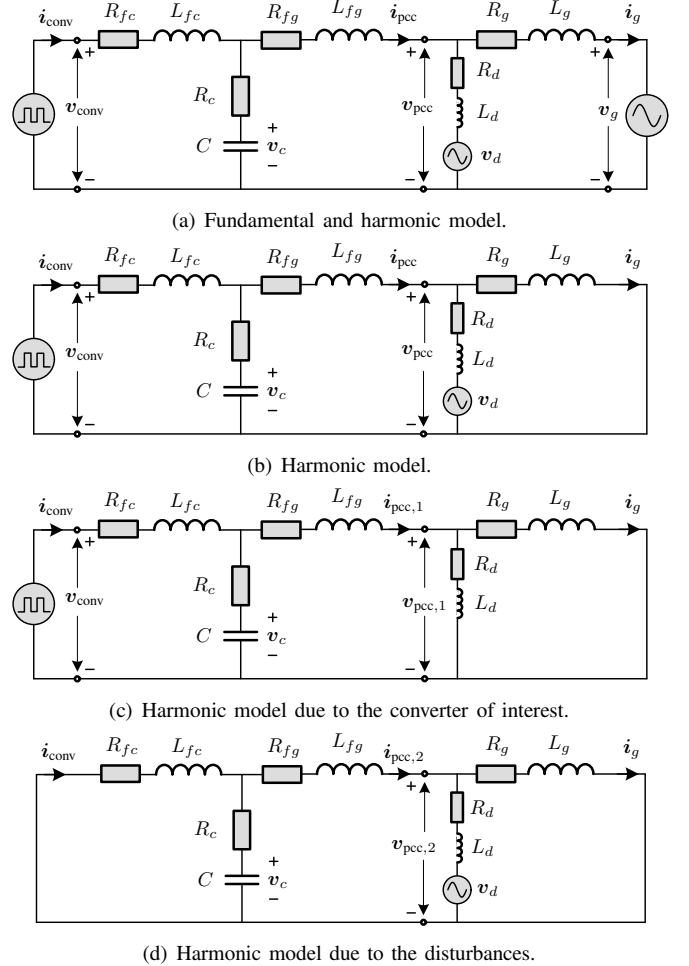 i_conv R_fc L_fc R_fg L_fg i_pcc R_g L_g i_g
+ + +
R_c R_d
v_conv + v_pcc L_d v_g
C v_c v_d
− − − −
(a) Fundamental and harmonic model.
i_conv R_fc L_fc R_fg L_fg i_pcc R_g L_g i_g
+ +
R_c R_d
v_conv + v_pcc L_d
C v_c v_d
− − −
(b) Harmonic model.
i_conv R_fc L_fc R_fg L_fg i_pcc,1 R_g L_g i_g
+ +
R_c R_d
v_conv + v_pcc,1 L_d
C v_c
− − −
(c) Harmonic model due to the converter of interest.
i_conv R_fc L_fc R_fg L_fg i_pcc,2 R_g L_g i_g
+
R_c R_d
+ v_pcc,2 L_d
C v_c v_d
− −
(d) Harmonic model due to the disturbances.